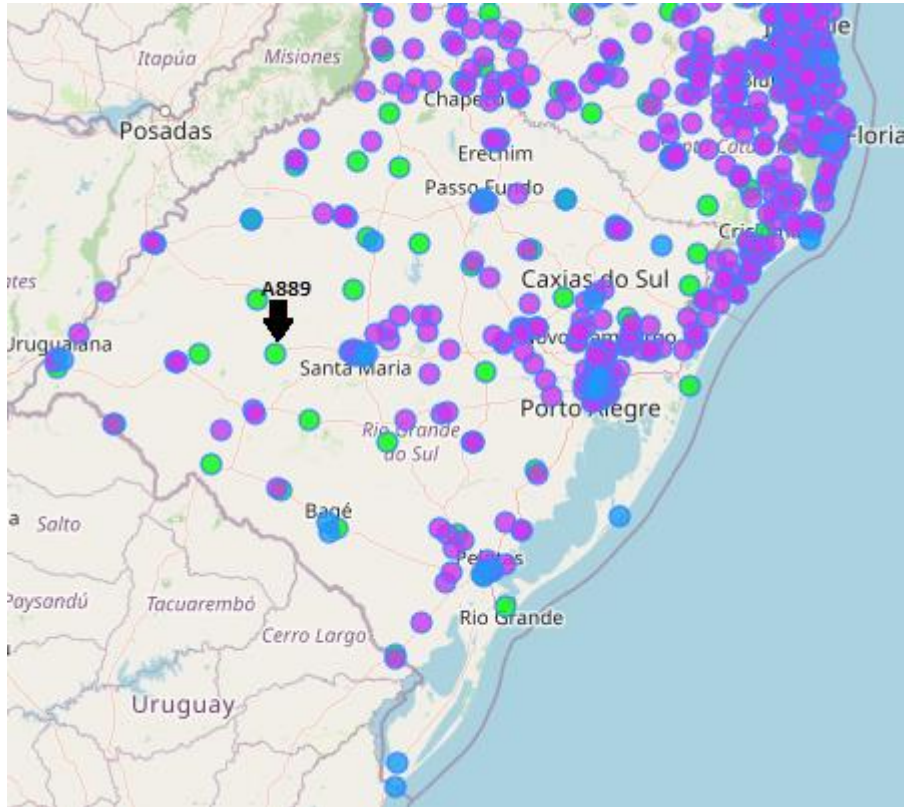 Itapúa
Misiones
Posadas
Chapecó
Erechim
Passo Fundo
Caxias do Sul
A889
Uruguaiana
Santa Maria
Porto Alegre
Rio Grande
do Sul
Bagé
Salto
Pelotas
Paysandú
Tacuarembó
Rio Grande
Cerro Largo
Uruguay